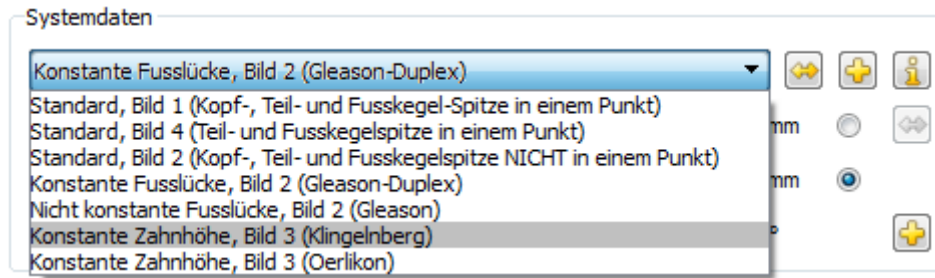 Systemdaten
Konstante Fusslücke, Bild 2 (Gleason-Duplex)
Standard, Bild 1 (Kopf-, Teil- und Fusskegel-Spitze in einem Punkt)
Standard, Bild 4 (Teil- und Fusskegelspitze in einem Punkt)
mm
Standard, Bild 2 (Kopf-, Teil- und Fusskegelspitze NICHT in einem Punkt)
Konstante Fusslücke, Bild 2 (Gleason-Duplex)
mm
Nicht konstante Fusslücke, Bild 2 (Gleason)
Konstante Zahnhöhe, Bild 3 (Klingelnberg)
°
Konstante Zahnhöhe, Bild 3 (Oerlikon)